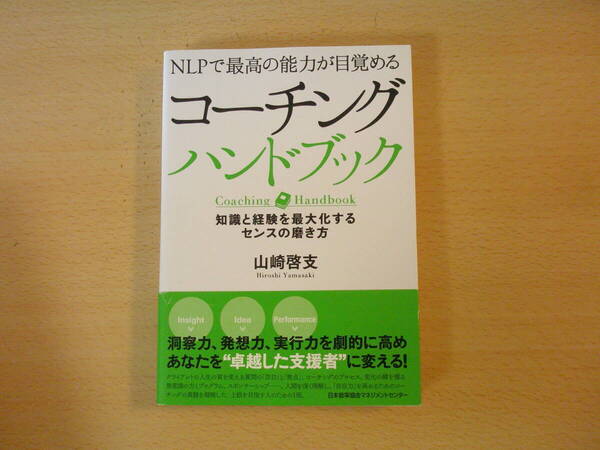 NLPで最高の能力が目覚める
コーチング
ハンドブック
Coaching Handbook
知識と経験を最大化する
センスの磨き方
山崎啓支
Hiroshi Yamasaki
Insight
Idea
Performance
洞察力、発想力、実行力を劇的に高め
あなたを“卓越した支援者”に変える!
日本能率協会マネジメントセンター